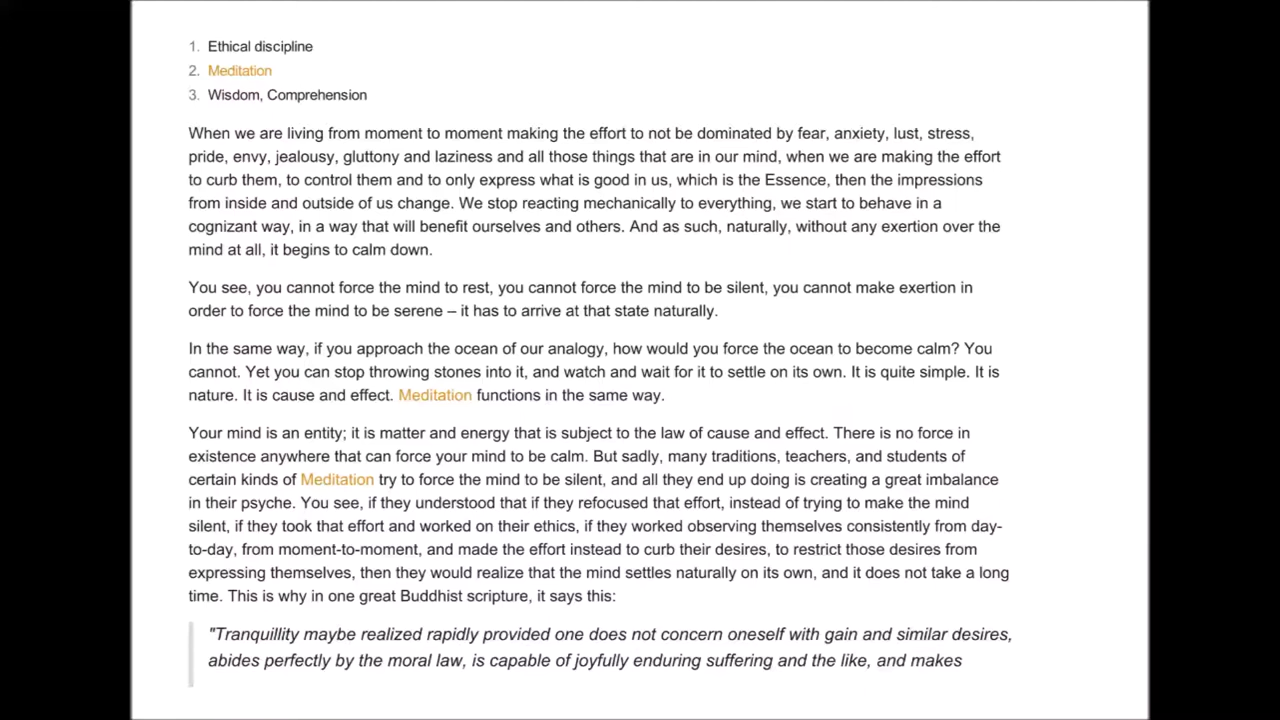 1. Ethical discipline
2. Meditation
3. Wisdom, Comprehension
When we are living from moment to moment making the effort to not be dominated by fear, anxiety, lust, stress,
pride, envy, jealousy, gluttony and laziness and all those things that are in our mind, when we are making the effort
to curb them, to control them and to only express what is good in us, which is the Essence, then the impressions
from inside and outside of us change. We stop reacting mechanically to everything, we start to behave in a
cognizant way, in a way that will benefit ourselves and others. And as such, naturally, without any exertion over the
mind at all, it begins to calm down.
You see, you cannot force the mind to rest, you cannot force the mind to be silent, you cannot make exertion in
order to force the mind to be serene – it has to arrive at that state naturally.
In the same way, if you approach the ocean of our analogy, how would you force the ocean to become calm? You
cannot. Yet you can stop throwing stones into it, and watch and wait for it to settle on its own. It is quite simple. It is
nature. It is cause and effect. Meditation functions in the same way.
Your mind is an entity; it is matter and energy that is subject to the law of cause and effect. There is no force in
existence anywhere that can force your mind to be calm. But sadly, many traditions, teachers, and students of
certain kinds of Meditation try to force the mind to be silent, and all they end up doing is creating a great imbalance
in their psyche. You see, if they understood that if they refocused that effort, instead of trying to make the mind
silent, if they took that effort and worked on their ethics, if they worked observing themselves consistently from day-
to-day, from moment-to-moment, and made the effort instead to curb their desires, to restrict those desires from
expressing themselves, then they would realize that the mind settles naturally on its own, and it does not take a long
time. This is why in one great Buddhist scripture, it says this:
"Tranquillity maybe realized rapidly provided one does not concern oneself with gain and similar desires,
abides perfectly by the moral law, is capable of joyfully enduring suffering and the like, and makes